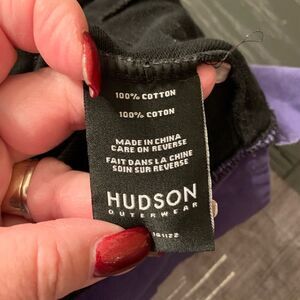 100% COTTON
100% COTON
MADE IN CHINA
CARE ON REVERSE
FAIT DANS LA CHINE
SOIN SUR REVERSE
HUDSON
OUTERWEAR